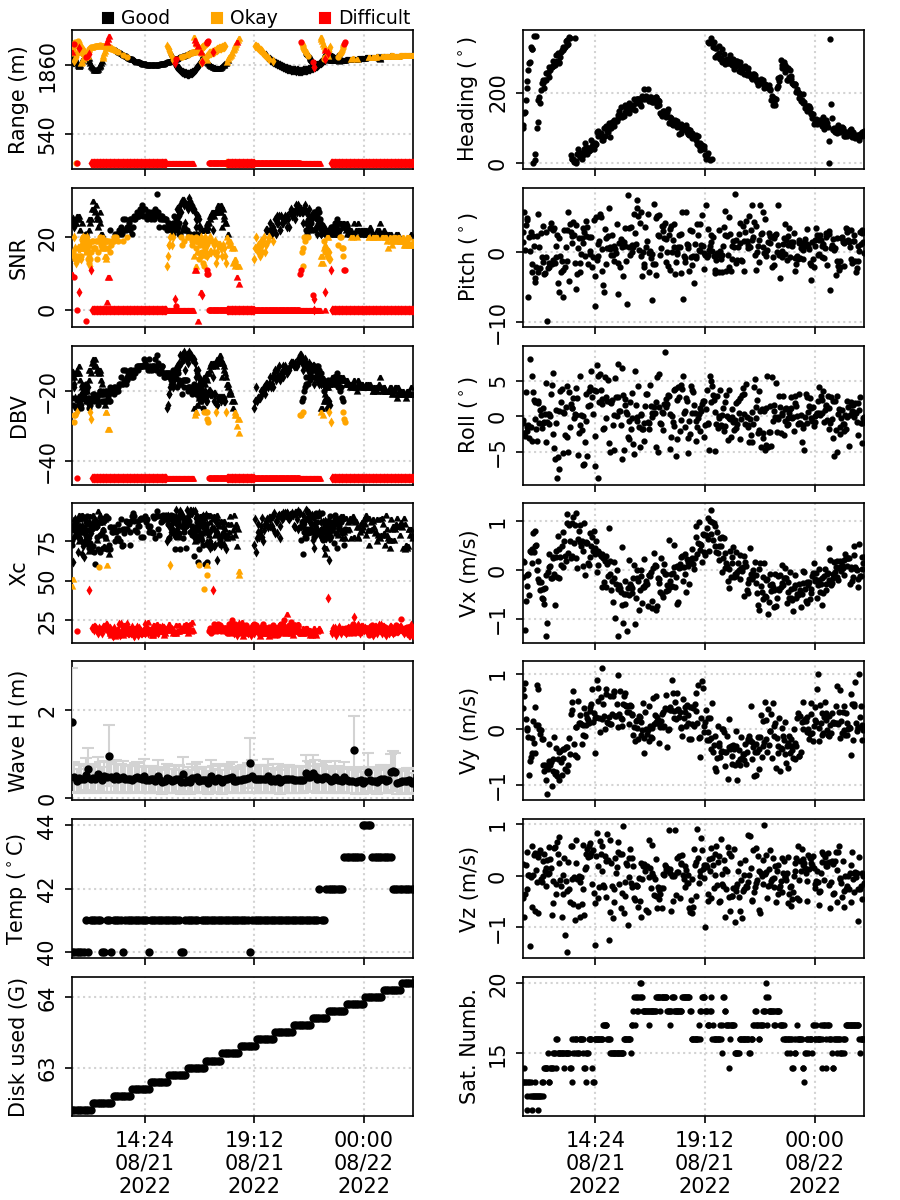 Good Okay Difficult
Range (m)
1860
540
Heading (°)
200
0
SNR
20
0
Pitch (°)
0
−10
DBV
−20
−40
Roll (°)
5
0
−5
Xc
75
50
25
Vx (m/s)
1
0
−1
Wave H (m)
2
0
Vy (m/s)
1
0
−1
Temp (°C)
44
42
40
Vz (m/s)
1
0
−1
Disk used (G)
64
63
Sat. Numb.
20
15
14:24 19:12 00:00
08/21 08/21 08/22
2022 2022 2022
14:24 19:12 00:00
08/21 08/21 08/22
2022 2022 2022